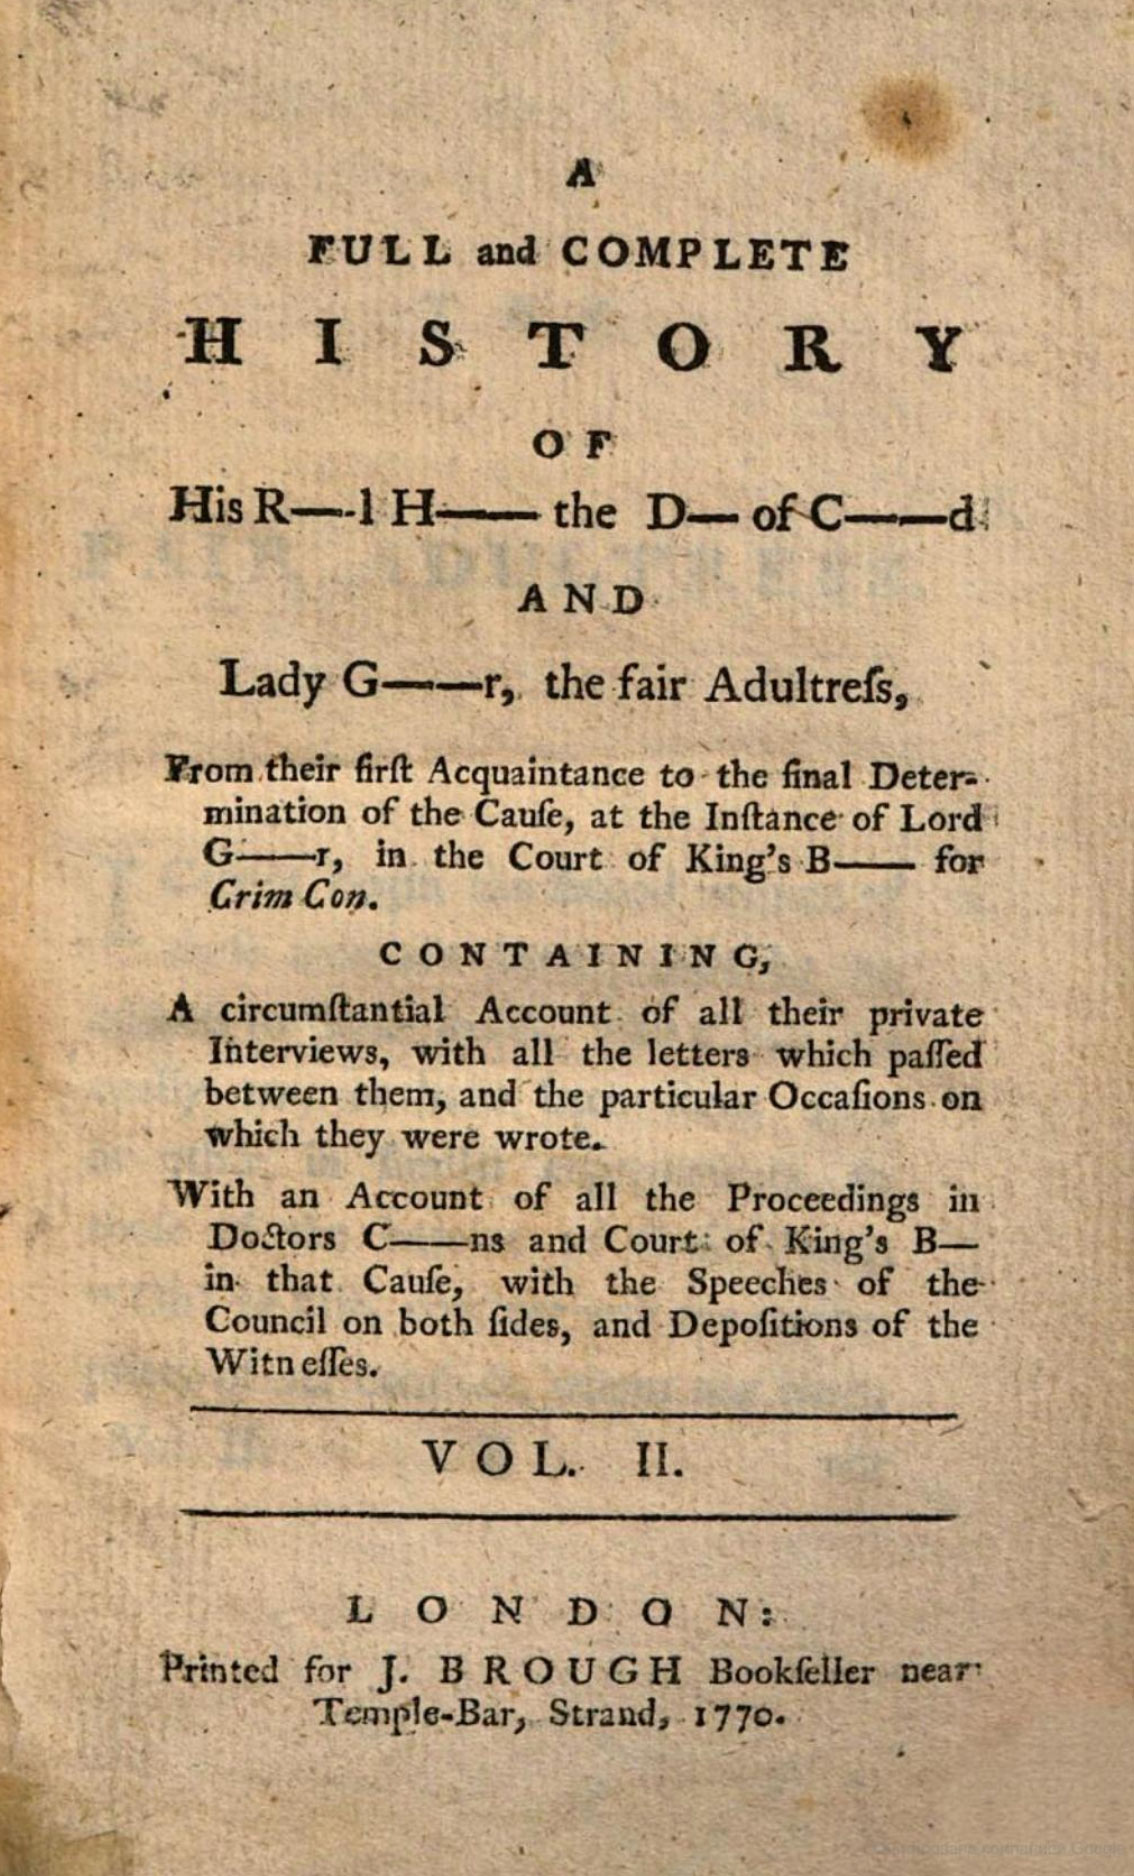 A
FULL and COMPLETE
HISTORY
OF
His R—-l H—— the D— of C——d
AND
Lady G——r, the fair Adultreſs,
From their firſt Acquaintance to the final Deter-
mination of the Cauſe, at the Inſtance of Lord
G——r, in the Court of King's B—— for
Crim Con.
CONTAINING,
A circumſtantial Account of all their private
Interviews, with all the letters which paſſed
between them, and the particular Occaſions on
which they were wrote.
With an Account of all the Proceedings in
Doctors C——ns and Court of King's B—
in that Cauſe, with the Speeches of the
Council on both ſides, and Depoſitions of the
Witneſſes.
VOL. II.
LONDON:
Printed for J. BROUGH Bookſeller near
Temple-Bar, Strand, 1770.